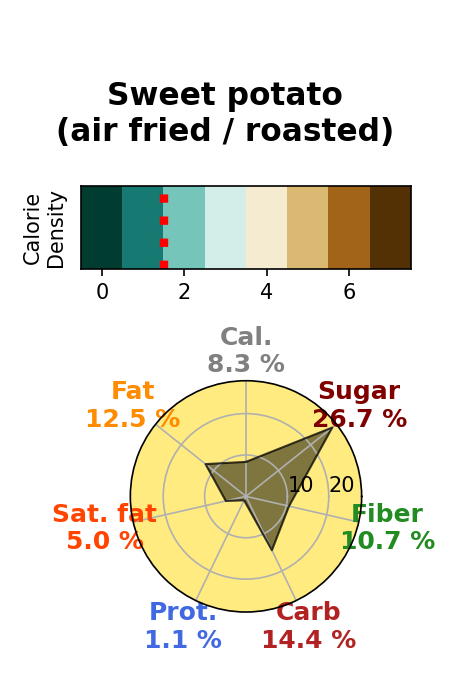 Sweet potato
(air fried / roasted)
Calorie
Density
0 2 4 6
Cal.
8.3 %
Fat
12.5 %
Sugar
26.7 %
10 20
Sat. fat
5.0 %
Fiber
10.7 %
Prot.
1.1 %
Carb
14.4 %